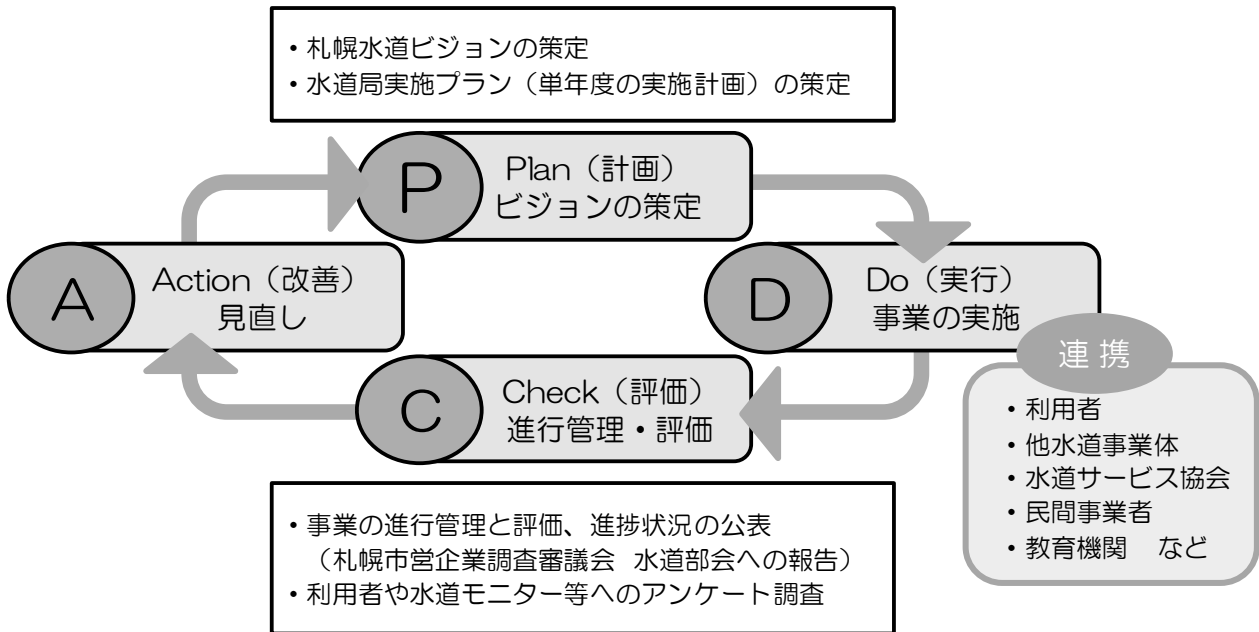 ・札幌水道ビジョンの策定
・水道局実施プラン（単年度の実施計画）の策定
P
Plan（計画）
ビジョンの策定
A
Action（改善）
見直し
D
Do（実行）
事業の実施
連 携
・利用者
・他水道事業体
・水道サービス協会
・民間事業者
・教育機関　など
C
Check（評価）
進行管理・評価
・事業の進行管理と評価、進捗状況の公表
（札幌市営企業調査審議会 水道部会への報告）
・利用者や水道モニター等へのアンケート調査